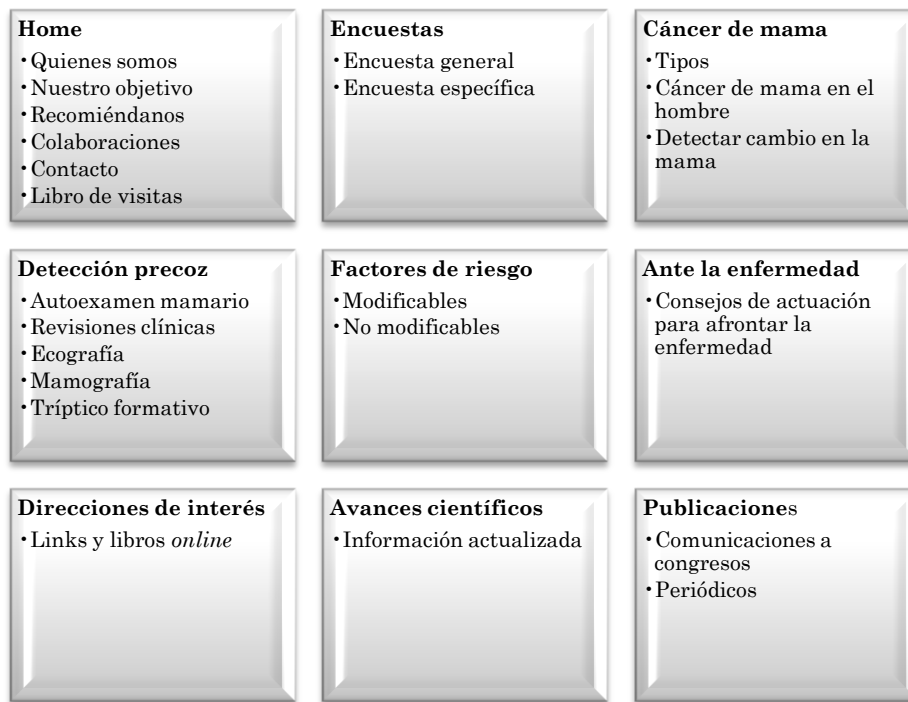 Home
•Quienes somos
•Nuestro objetivo
•Recomiéndanos
•Colaboraciones
•Contacto
•Libro de visitas
Encuestas
•Encuesta general
•Encuesta específica
Cáncer de mama
•Tipos
•Cáncer de mama en el
hombre
•Detectar cambio en la
mama
Detección precoz
•Autoexamen mamario
•Revisiones clínicas
•Ecografía
•Mamografía
•Tríptico formativo
Factores de riesgo
•Modificables
•No modificables
Ante la enfermedad
•Consejos de actuación
para afrontar la
enfermedad
Direcciones de interés
•Links y libros online
Avances científicos
•Información actualizada
Publicaciones
•Comunicaciones a
congresos
•Periódicos